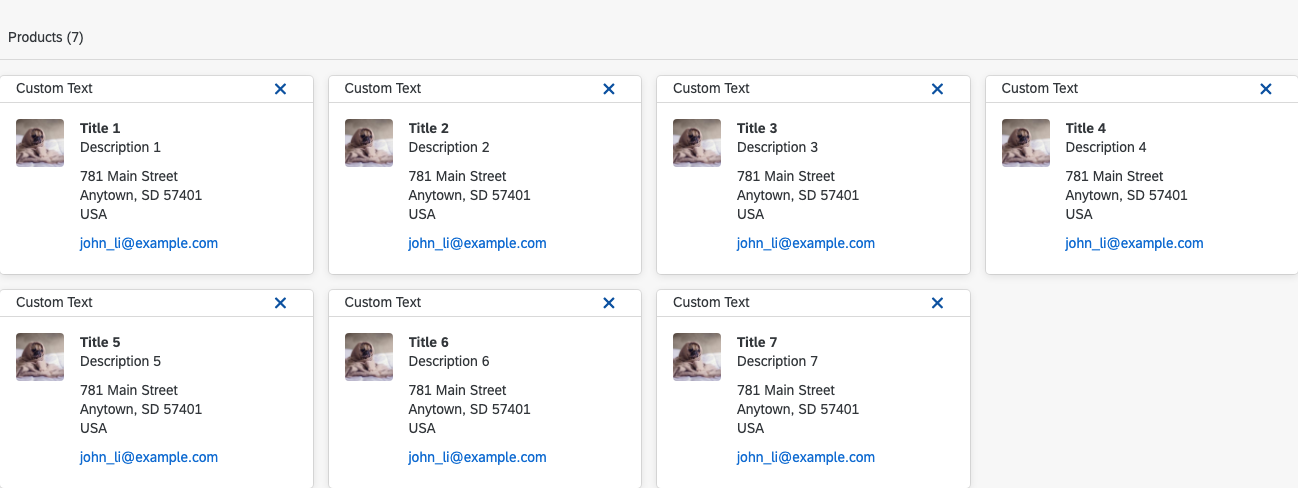 Products (7)
Custom Text
Title 1
Description 1
781 Main Street
Anytown, SD 57401
USA
john_li@example.com
Custom Text
Title 2
Description 2
781 Main Street
Anytown, SD 57401
USA
john_li@example.com
Custom Text
Title 3
Description 3
781 Main Street
Anytown, SD 57401
USA
john_li@example.com
Custom Text
Title 4
Description 4
781 Main Street
Anytown, SD 57401
USA
john_li@example.com
Custom Text
Title 5
Description 5
781 Main Street
Anytown, SD 57401
USA
john_li@example.com
Custom Text
Title 6
Description 6
781 Main Street
Anytown, SD 57401
USA
john_li@example.com
Custom Text
Title 7
Description 7
781 Main Street
Anytown, SD 57401
USA
john_li@example.com